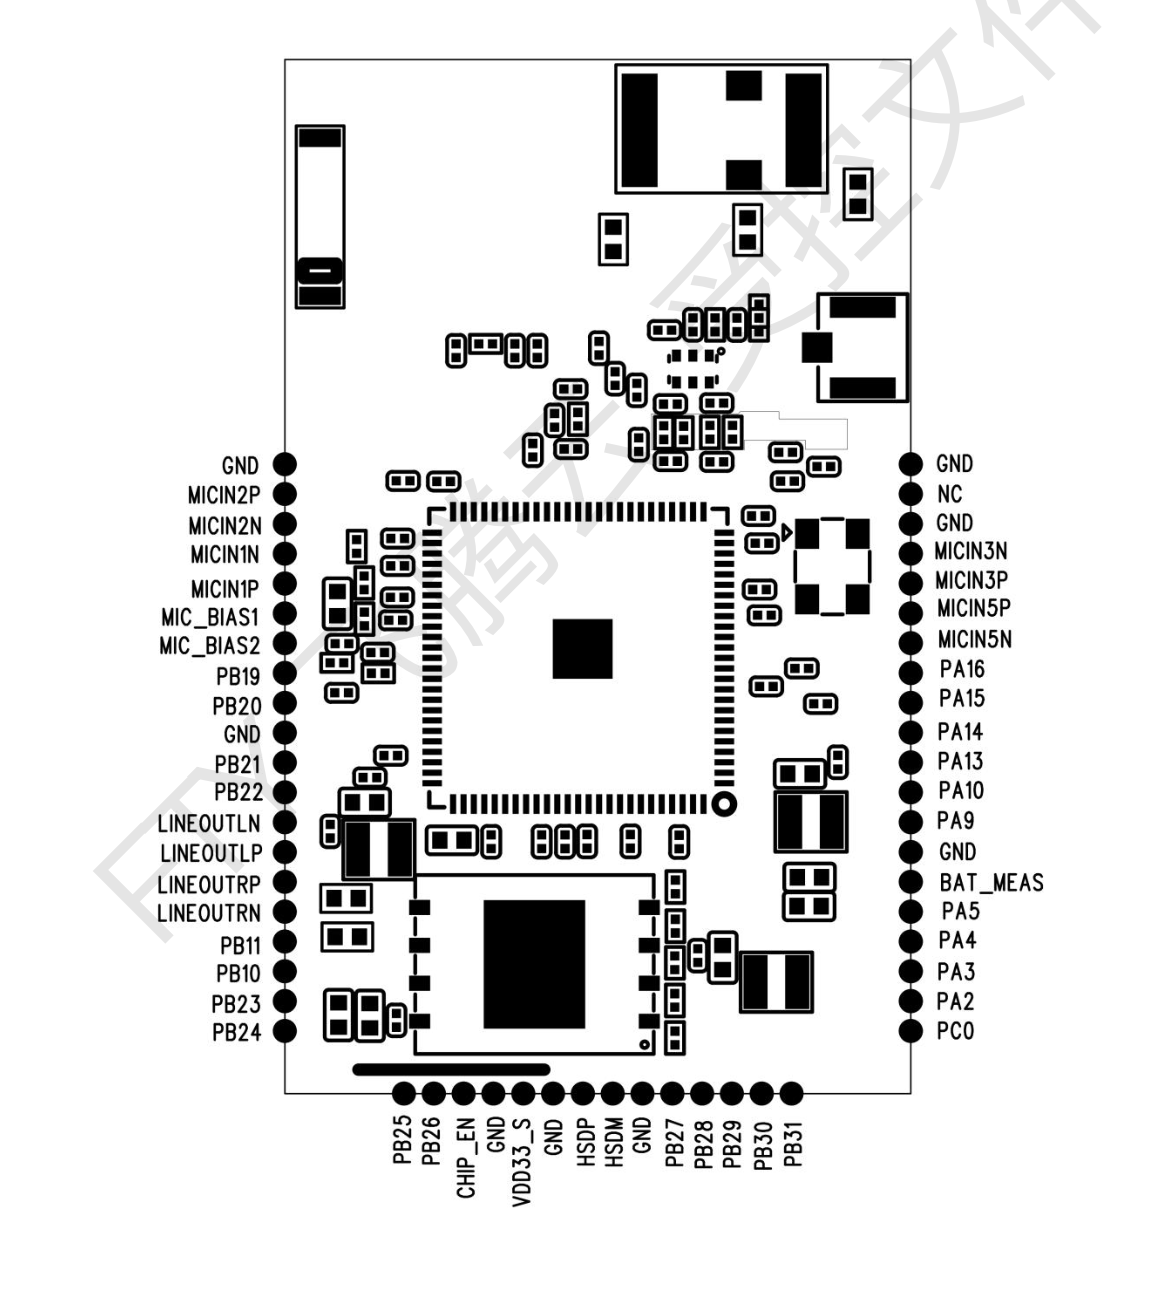 GND
MICIN2P
MICIN2N
MICIN1N
MICIN1P
MIC_BIAS1
MIC_BIAS2
PB19
PB20
GND
PB21
PB22
LINEOUTLN
LINEOUTLP
LINEOUTRP
LINEOUTRN
PB11
PB10
PB23
PB24
PB25
PB26
CHIP_EN
GND
VDD33_S
GND
HSDP
HSDM
GND
PB27
PB28
PB29
PB30
PB31
GND
NC
GND
MICIN3N
MICIN3P
MICIN5P
MICIN5N
PA16
PA15
PA14
PA13
PA10
PA9
GND
BAT_MEAS
PA5
PA4
PA3
PA2
PC0
FTY 飞腾云受控文件